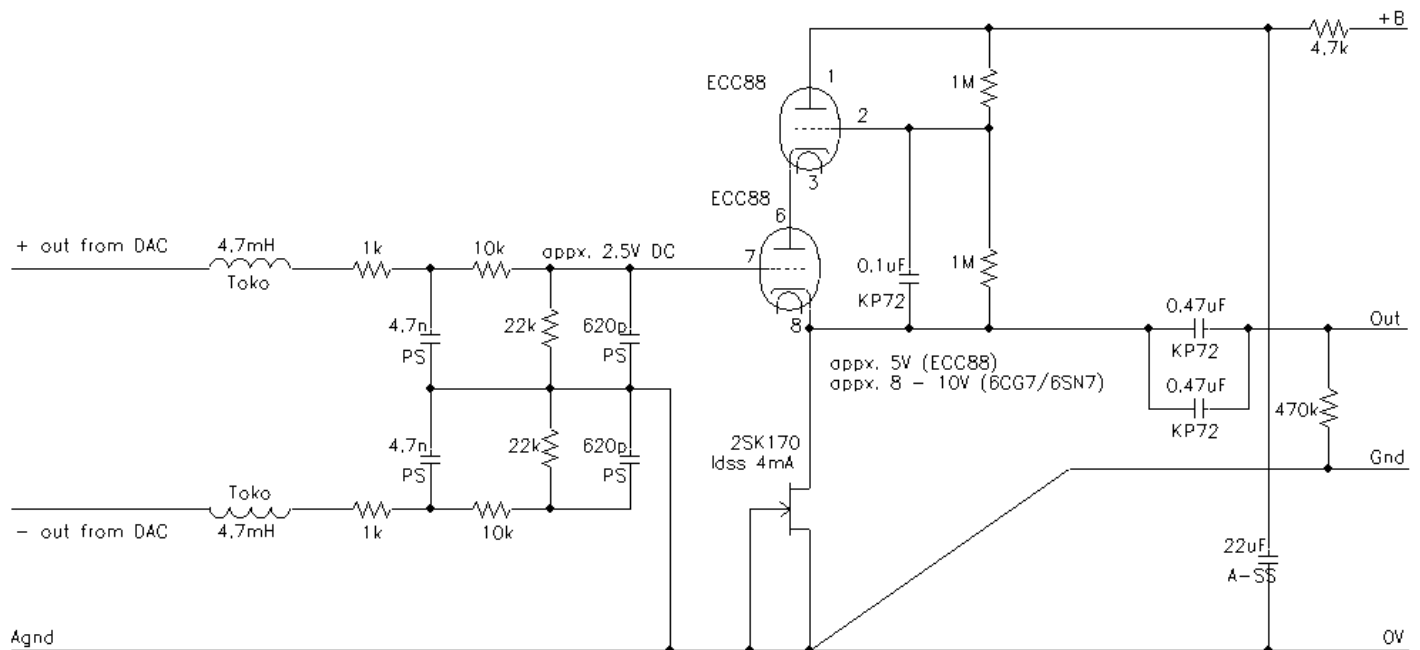 +B
4.7k
1
ECC88
1M
2
3
ECC88
6
+ out from DAC
4.7mH
Toko
1k
10k
appx. 2.5V DC
7
0.1uF
KP72
1M
8
4.7n
PS
22k
620p
PS
0.47uF
KP72
Out
appx. 5V (ECC88)
appx. 8 - 10V (6CG7/6SN7)
0.47uF
KP72
470k
4.7n
PS
22k
620p
PS
2SK170
Idss 4mA
Gnd
Toko
4.7mH
1k
10k
- out from DAC
22uF
A-SS
Agnd
0V